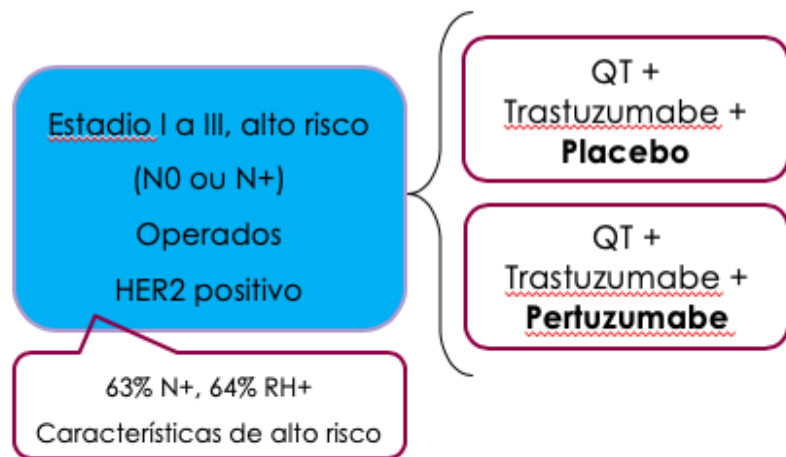 Estadio I a III, alto risco
(N0 ou N+)
Operados
HER2 positivo
63% N+, 64% RH+
Características de alto risco
QT +
Trastuzumabe +
Placebo
QT +
Trastuzumabe +
Pertuzumabe